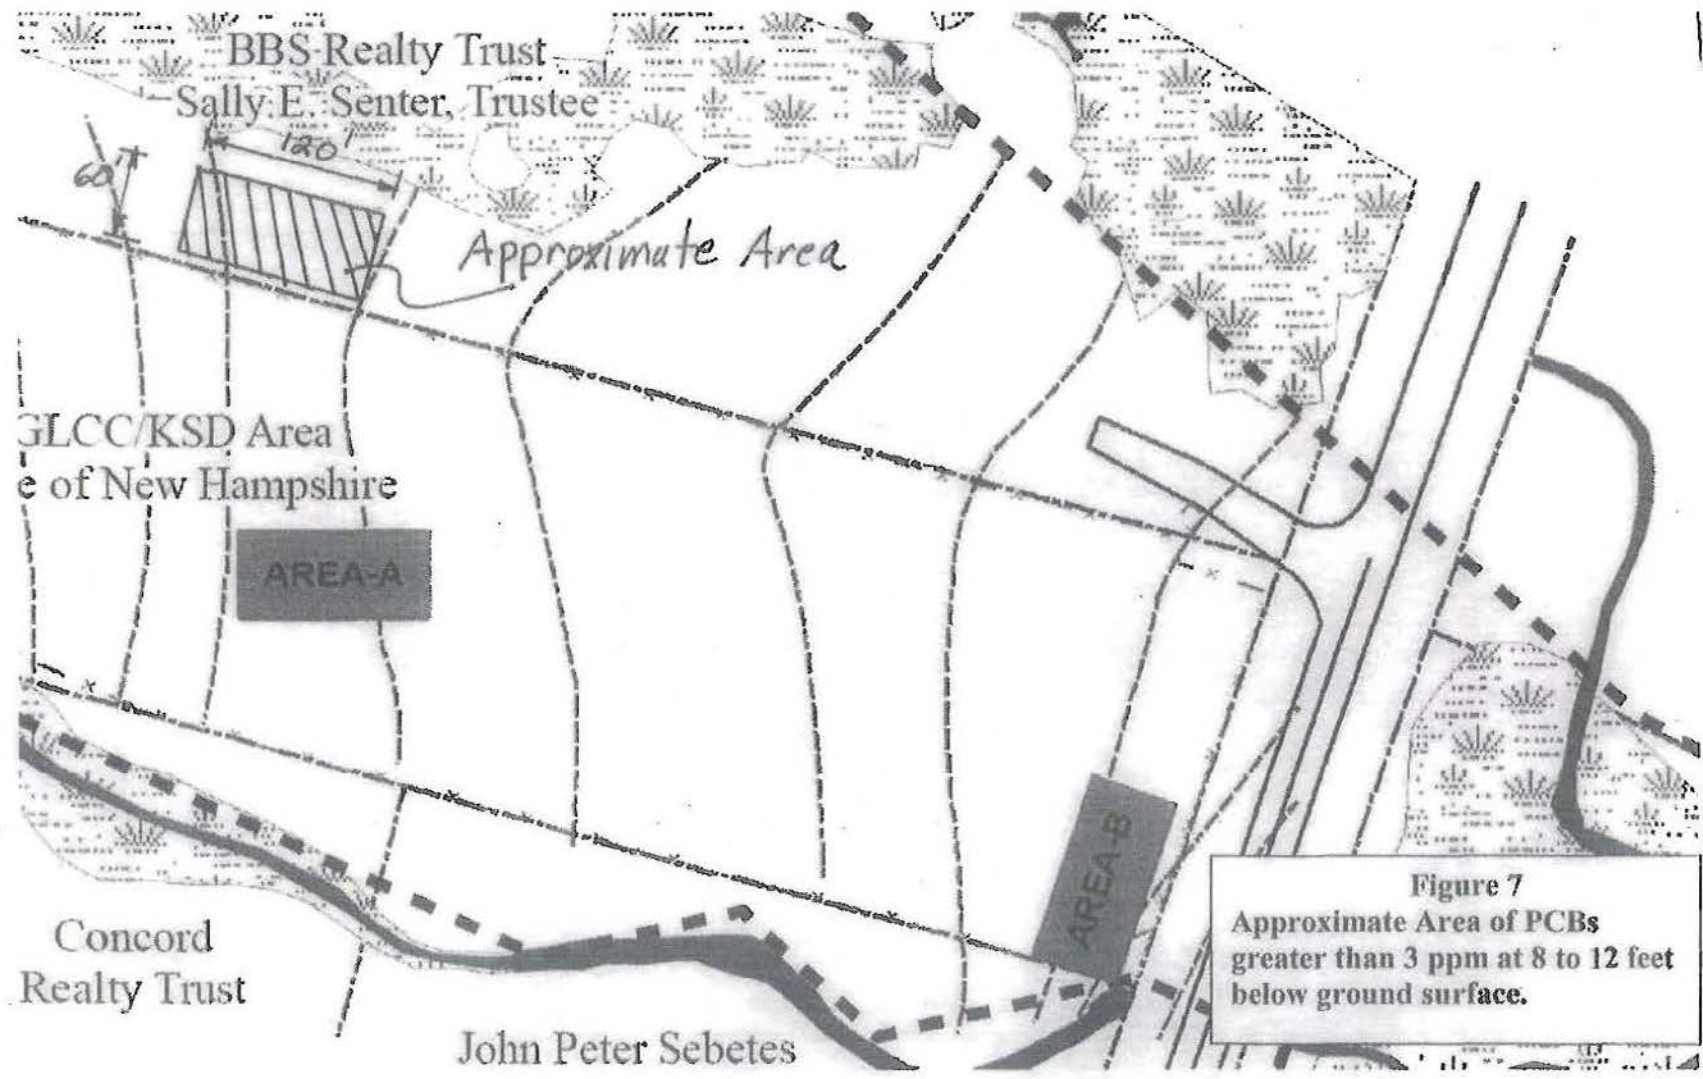 BBS Realty Trust
Sally E. Senter, Trustee
120'
60'
Approximate Area
GLCC/KSD Area
e of New Hampshire
AREA-A
AREA-B
Figure 7
Approximate Area of PCBs
greater than 3 ppm at 8 to 12 feet
below ground surface.
Concord
Realty Trust
John Peter Sebetes